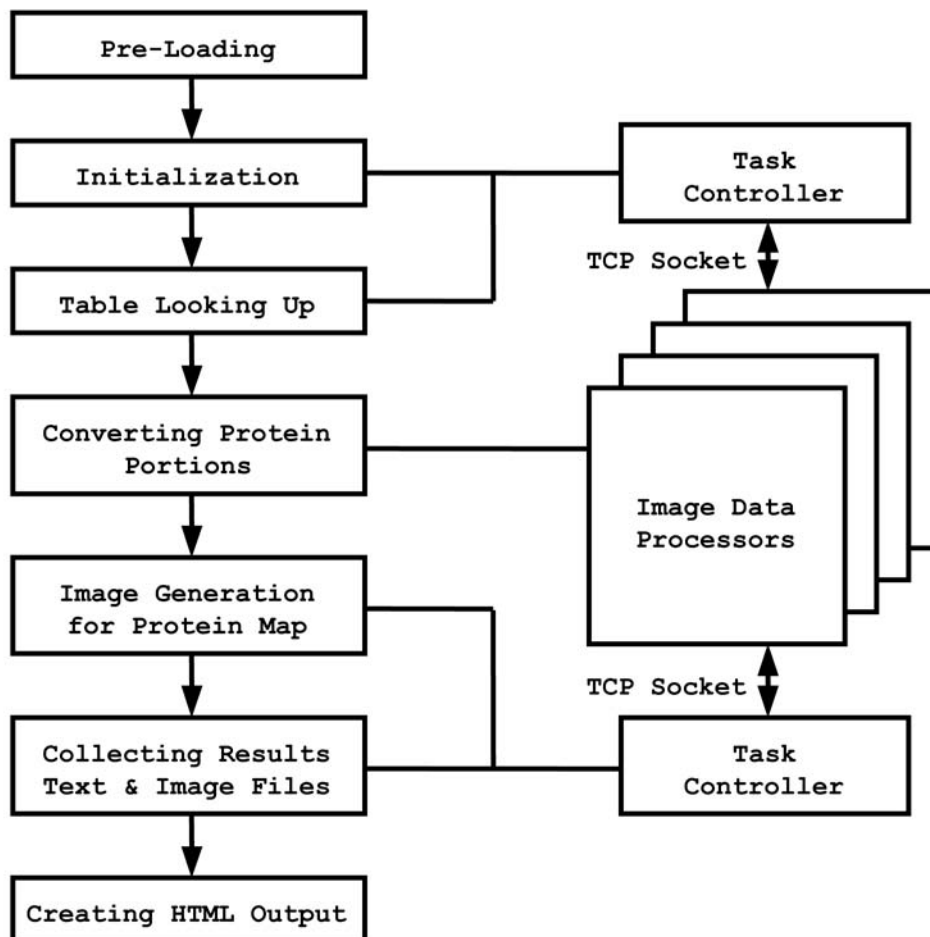 Pre-Loading
Initialization
Table Looking Up
Converting Protein
Portions
Image Generation
for Protein Map
Collecting Results
Text & Image Files
Creating HTML Output
Task
Controller
TCP Socket
Image Data
Processors
TCP Socket
Task
Controller